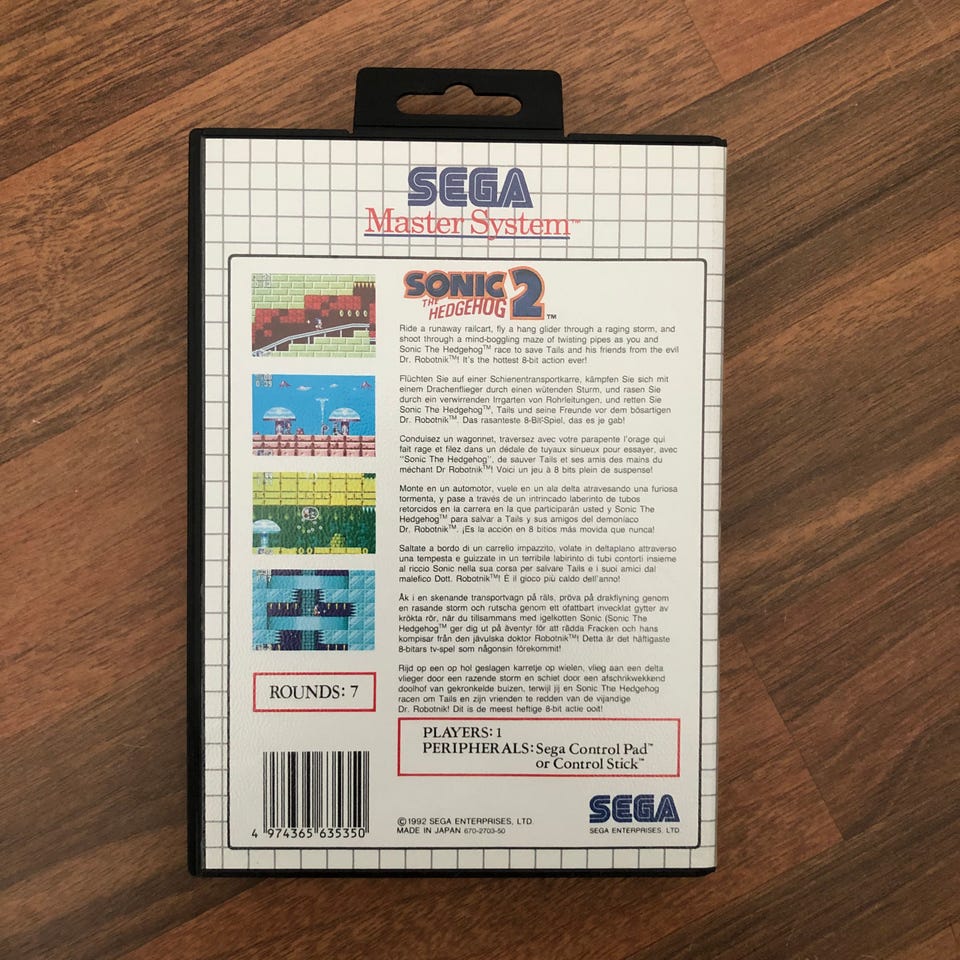 SEGA
Master System™
SONIC
THE
HEDGEHOG
2™
Ride a runaway railcart, fly a hang glider through a raging storm, and
shoot through a mind-boggling maze of twisting pipes as you and
Sonic The Hedgehog™ race to save Tails and his friends from the evil
Dr. Robotnik™! It's the hottest 8-bit action ever!
Flüchten Sie auf einer Schienentransportkarre, kämpfen Sie sich mit
einem Drachenflieger durch einen wütenden Sturm, und rasen Sie
durch ein verwirrenden Irrgarten von Rohrleitungen, und retten Sie
Sonic The Hedgehog™, Tails und seine Freunde vor dem bösartigen
Dr. Robotnik™. Das rasanteste 8-Bit-Spiel, das es je gab!
Conduisez un wagonnet, traversez avec votre parapente l'orage qui
fait rage et filez dans un dédale de tuyaux sinueux pour essayer, avec
"Sonic The Hedgehog", de sauver Tails et ses amis des mains du
méchant Dr Robotnik™! Voici un jeu à 8 bits plein de suspense!
Monte en un automotor, vuele en un ala delta atravesando una furiosa
tormenta, y pase a través de un intrincado laberinto de tubos
retorcidos en la carrera en la que participarán usted y Sonic The
Hedgehog™ para salvar a Tails y sus amigos del demoníaco
Dr. Robotnik™. ¡Es la acción en 8 bitios más movida que nunca!
Saltate a bordo di un carrello impazzito, volate in deltaplano attraverso
una tempesta e guizzate in un terribile labirinto di tubi contorti insieme
al riccio Sonic nella sua corsa per salvare Tails e i suoi amici dal
malefico Dott. Robotnik™! È il gioco più caldo dell'anno!
Åk i en skenande transportvagn på räls, pröva på drakflyning genom
en rasande storm och rutscha genom ett ofattbart invecklat gytter av
krökta rör, när du tillsammans med igelkotten Sonic (Sonic The
Hedgehog™ ger dig ut på äventyr för att rädda Fracken och hans
kompisar från den jävulska doktor Robotnik™! Detta är det häftigaste
8-bitars tv-spel som någonsin förekommit!
Rijd op een op hol geslagen karretje op wielen, vlieg aan een delta
vlieger door een razende storm en schiet door een afschrikwekkend
doolhof van gekronkelde buizen, terwijl jij en Sonic The Hedgehog
racen om Tails en zijn vrienden te redden van de vijandige
Dr. Robotnik! Dit is de meest heftige 8-bit actie ooit!
ROUNDS: 7
PLAYERS: 1
PERIPHERALS: Sega Control Pad™
or Control Stick™
4 974365 635350
©1992 SEGA ENTERPRISES, LTD.
MADE IN JAPAN 670-2703-50
SEGA
SEGA ENTERPRISES, LTD.